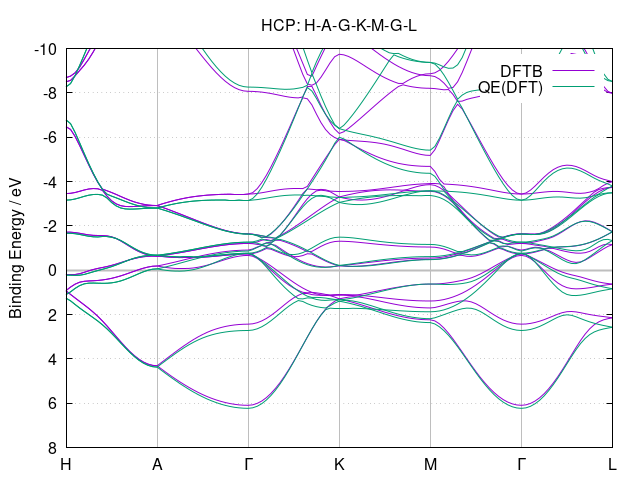 HCP: H-A-G-K-M-G-L
-10
DFTB
QE(DFT)
-8
-6
-4
-2
0
2
4
6
8
Binding Energy / eV
H A Γ K M Γ L